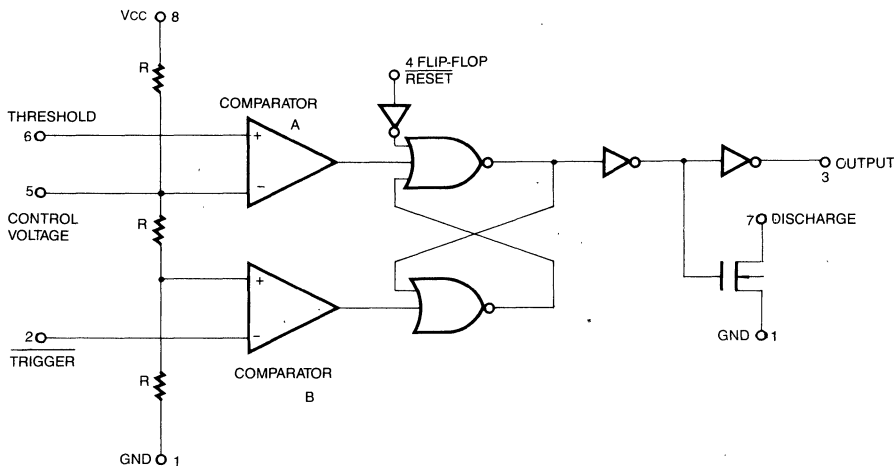 VCC 8
R
4 FLIP-FLOP
RESET
COMPARATOR
A
THRESHOLD
6
+
5
−
CONTROL
VOLTAGE
R
OUTPUT
3
7 DISCHARGE
+
2
−
TRIGGER
GND 1
R
COMPARATOR
B
GND 1